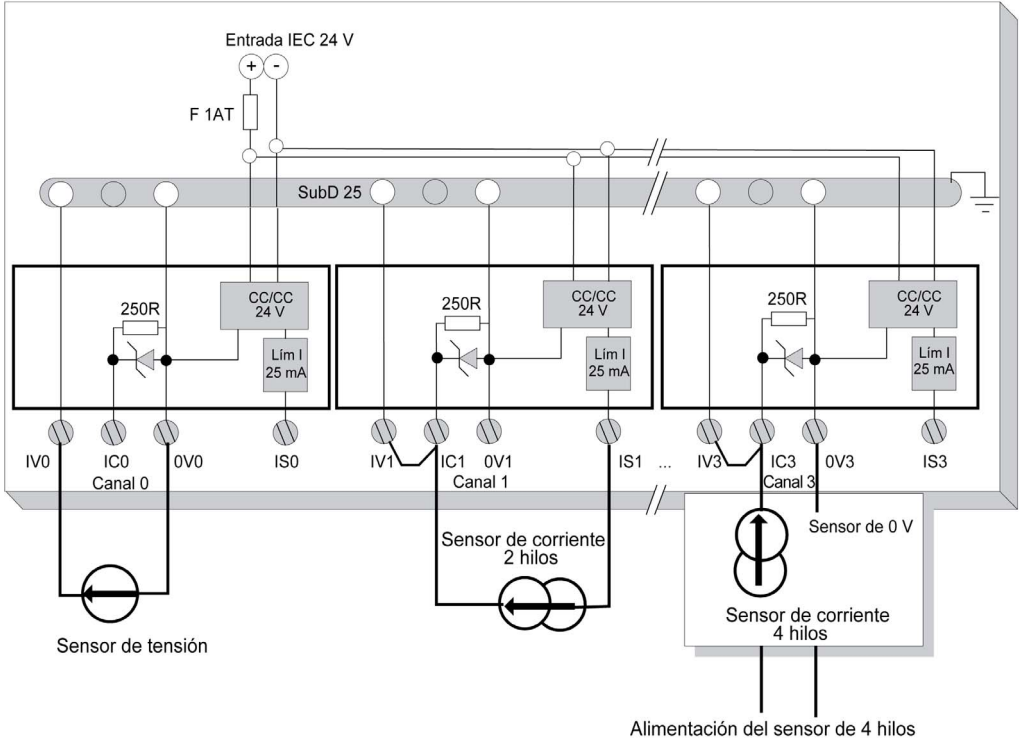 Entrada IEC 24 V
+ -
F 1AT
SubD 25
250R
CC/CC
24 V
Lím I
25 mA
250R
CC/CC
24 V
Lím I
25 mA
250R
CC/CC
24 V
Lím I
25 mA
IV0 IC0 0V0 IS0
Canal 0
IV1 IC1 0V1 IS1 ...
Canal 1
IV3 IC3 0V3 IS3
Canal 3
Sensor de tensión
Sensor de corriente
2 hilos
Sensor de 0 V
Sensor de corriente
4 hilos
Alimentación del sensor de 4 hilos